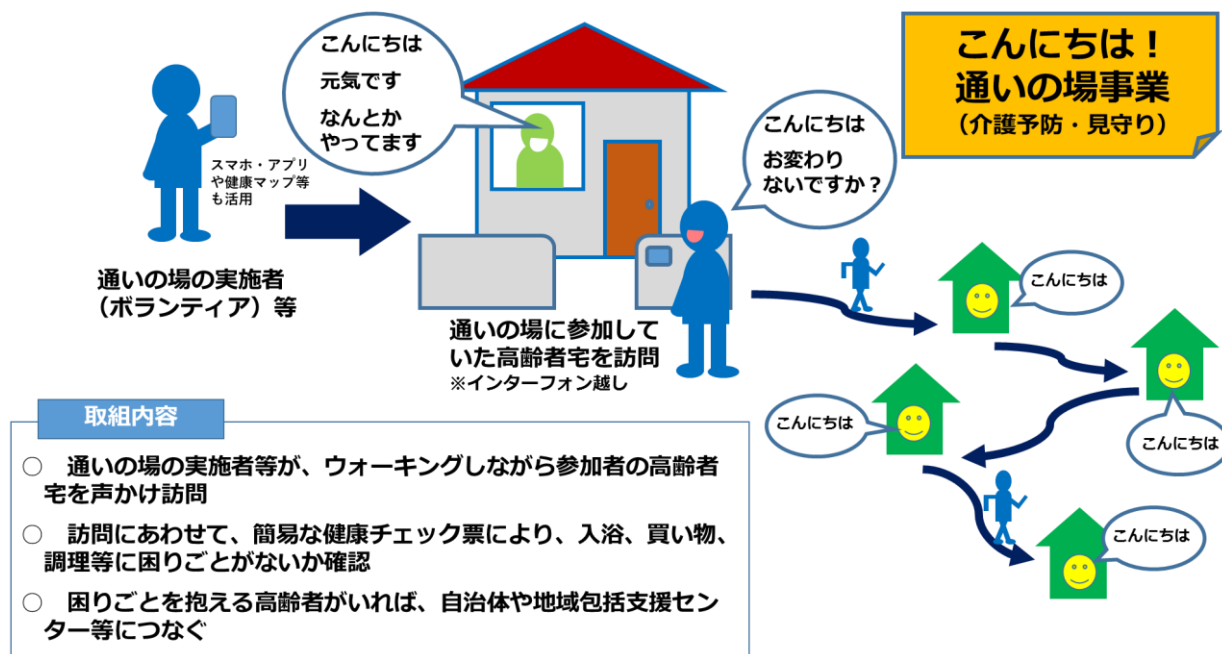 こんにちは！
通いの場事業
（介護予防・見守り）
こんにちは
元気です
なんとか
やってます
こんにちは
お変わり
ないですか？
スマホ・アプリ
や健康マップ等
も活用
通いの場の実施者
（ボランティア）等
通いの場に参加して
いた高齢者宅を訪問
※インターフォン越し
こんにちは
こんにちは
こんにちは
こんにちは
取組内容
○　通いの場の実施者等が、ウォーキングしながら参加者の高齢者
宅を声かけ訪問
○　訪問にあわせて、簡易な健康チェック票により、入浴、買い物、
調理等に困りごとがないか確認
○　困りごとを抱える高齢者がいれば、自治体や地域包括支援セン
ター等につなぐ